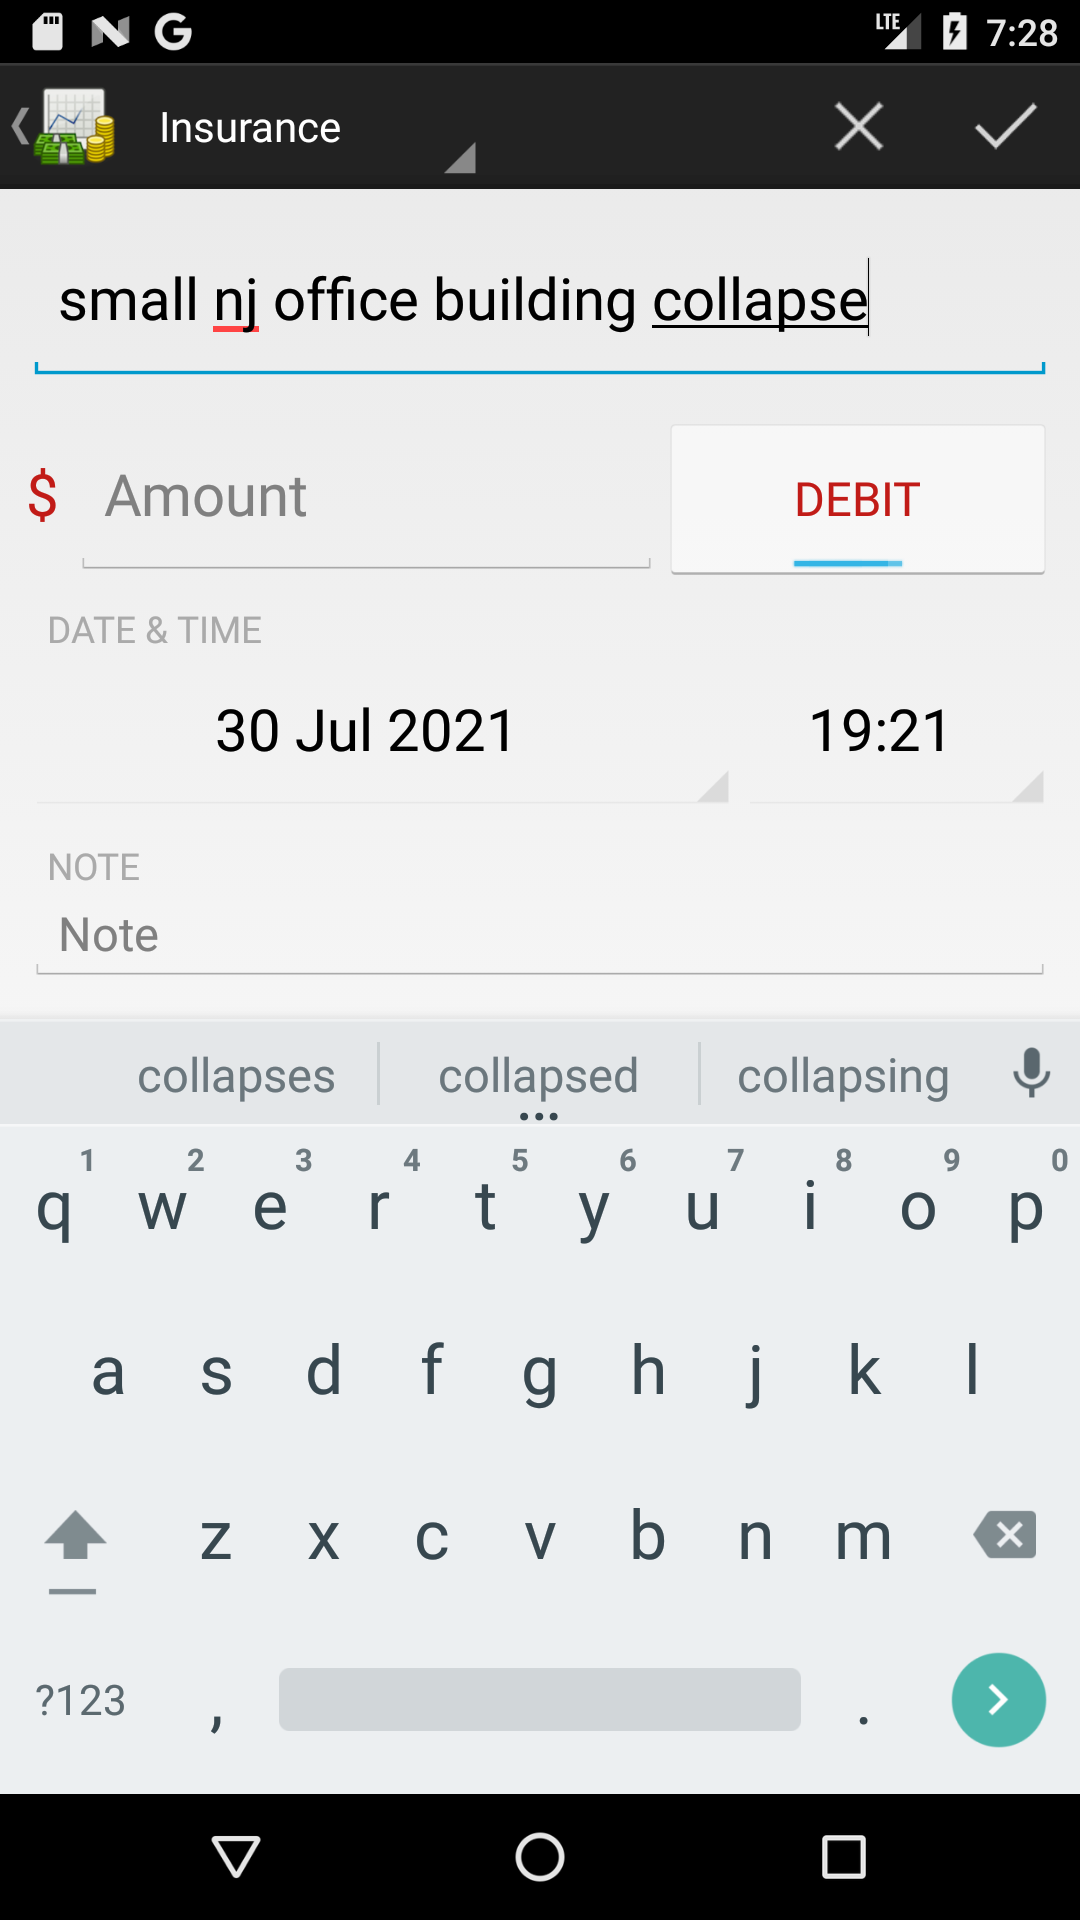 LTE 7:28
Insurance
small nj office building collapse
$ Amount DEBIT
DATE & TIME
30 Jul 2021 19:21
NOTE
Note
collapses collapsed collapsing
1 2 3 4 5 6 7 8 9 0
q w e r t y u i o p
a s d f g h j k l
z x c v b n m
?123 , .